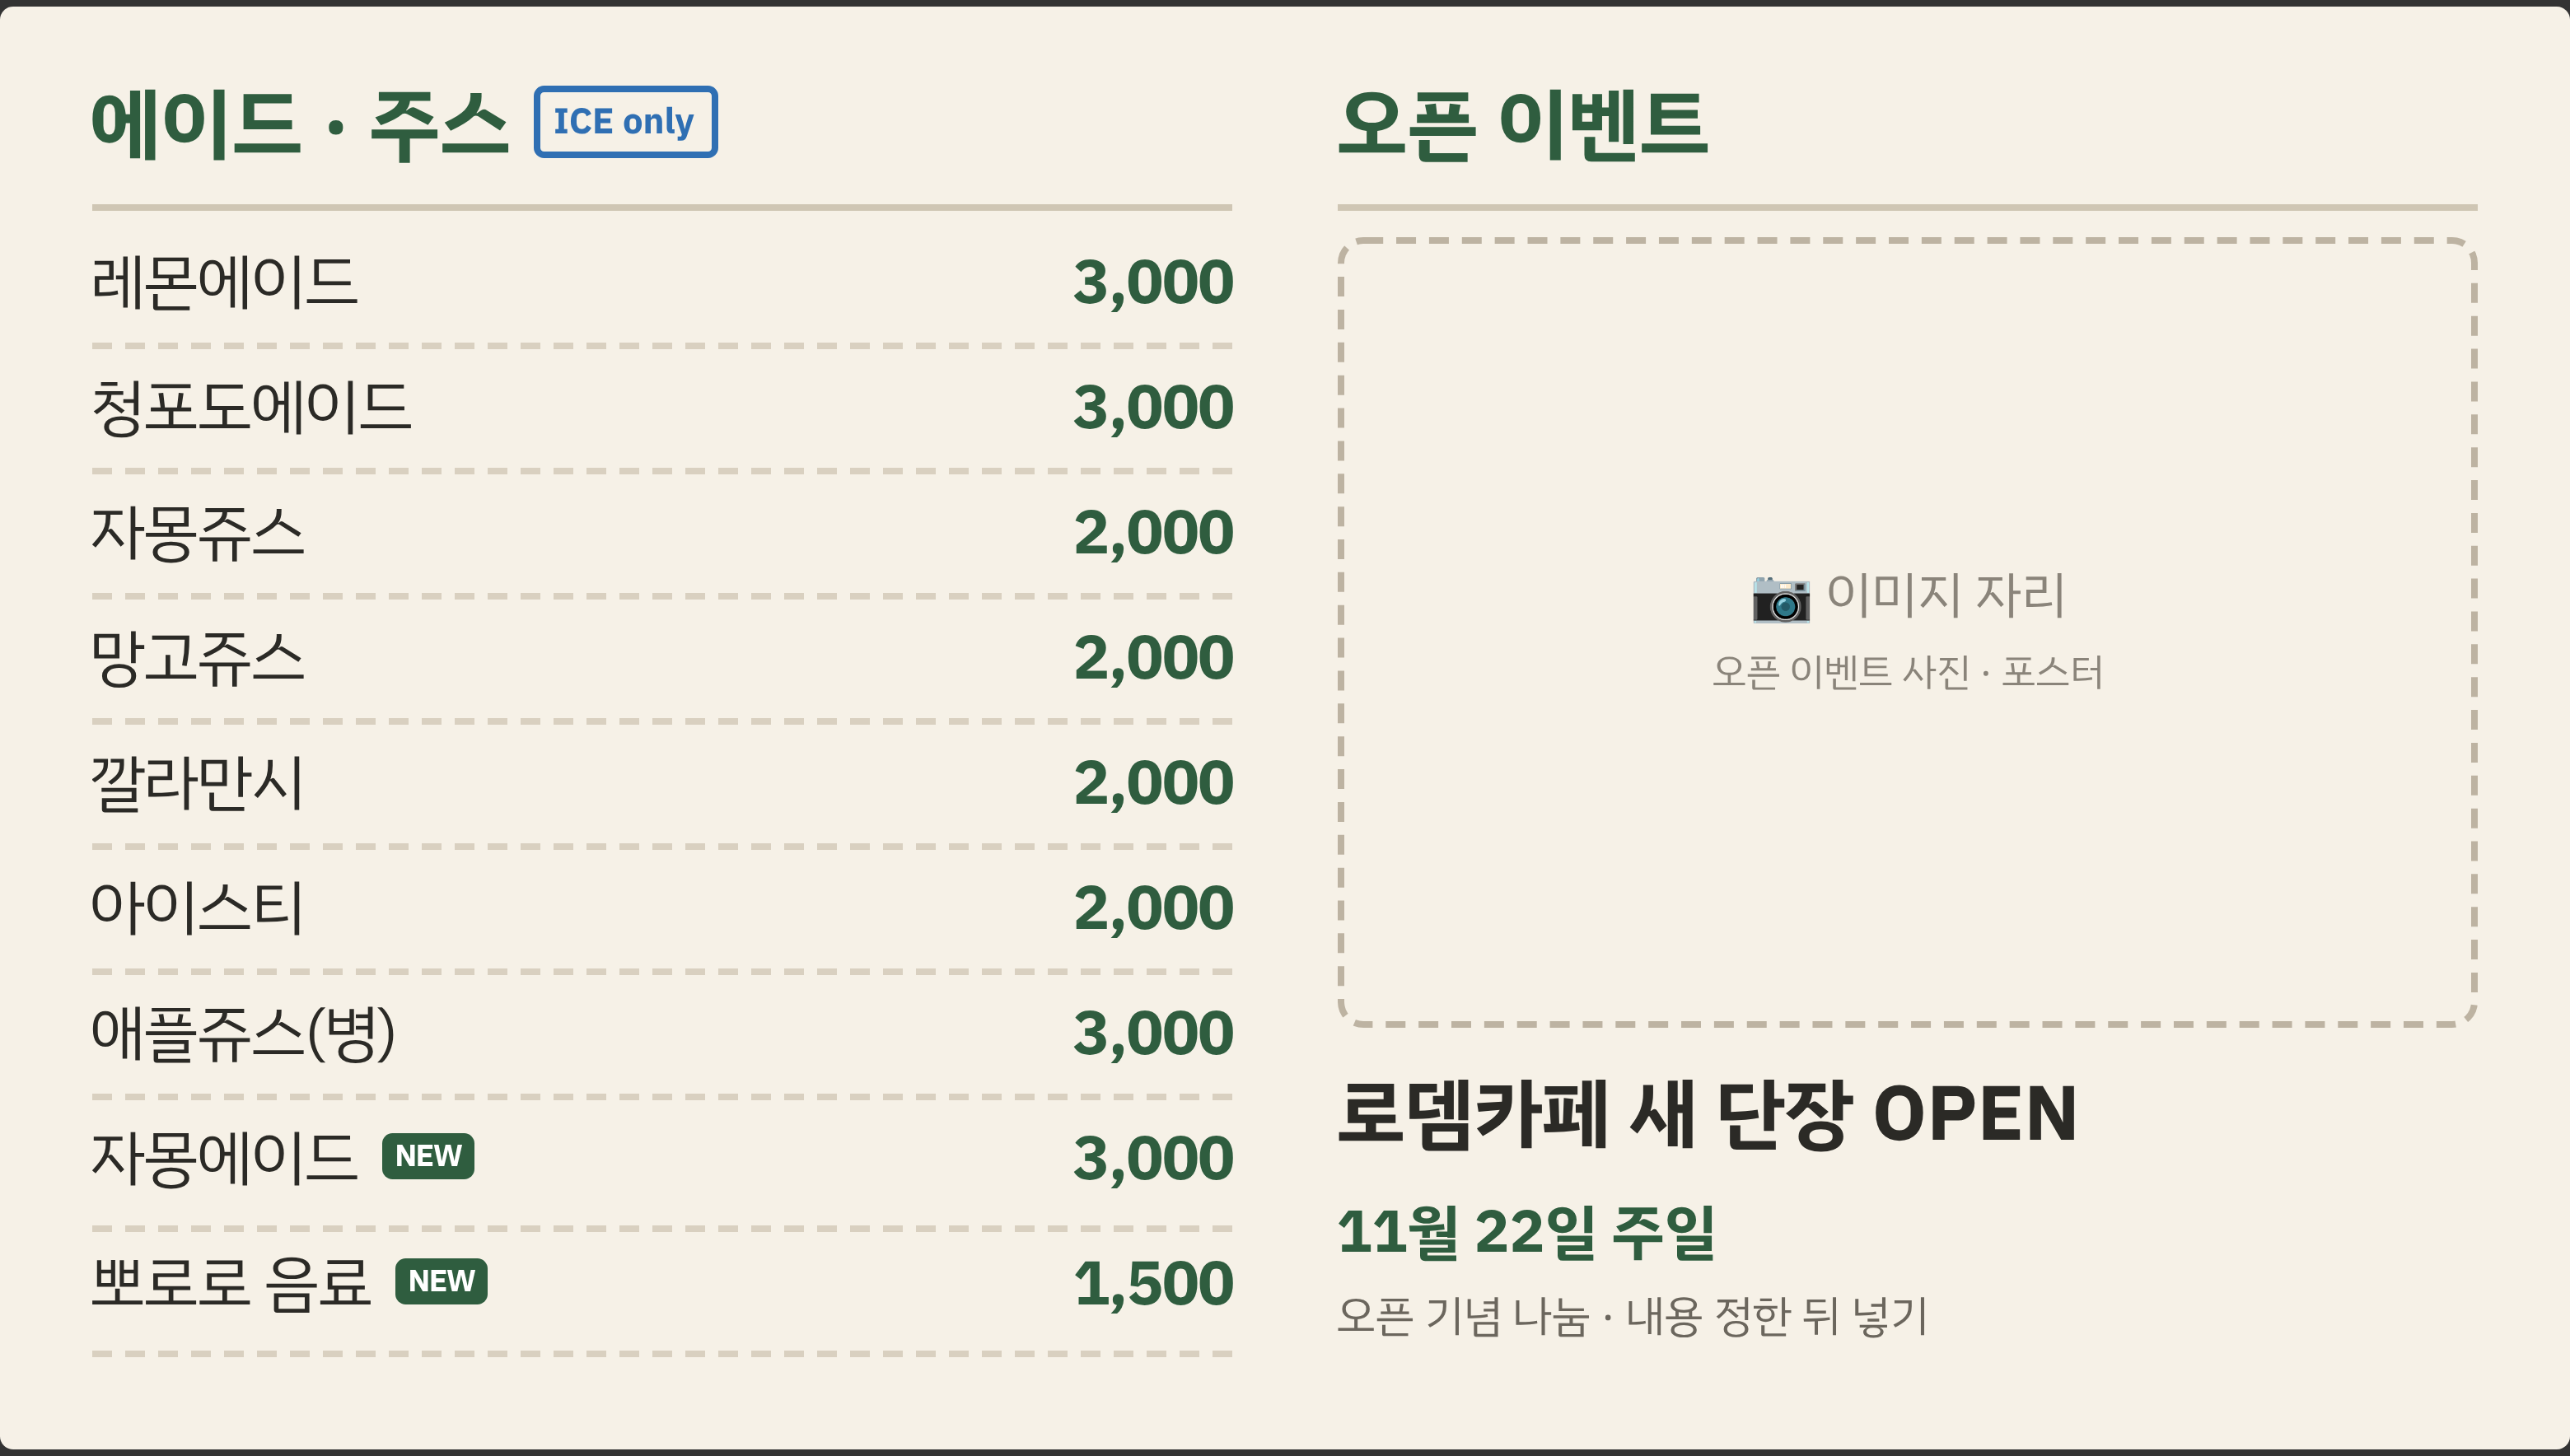 에이드 · 주스 ICE only
레몬에이드 3,000
청포도에이드 3,000
자몽쥬스 2,000
망고쥬스 2,000
깔라만시 2,000
아이스티 2,000
애플쥬스(병) 3,000
자몽에이드 NEW 3,000
뽀로로 음료 NEW 1,500
오픈 이벤트
이미지 자리
오픈 이벤트 사진 · 포스터
로뎀카페 새 단장 OPEN
11월 22일 주일
오픈 기념 나눔 · 내용 정한 뒤 넣기